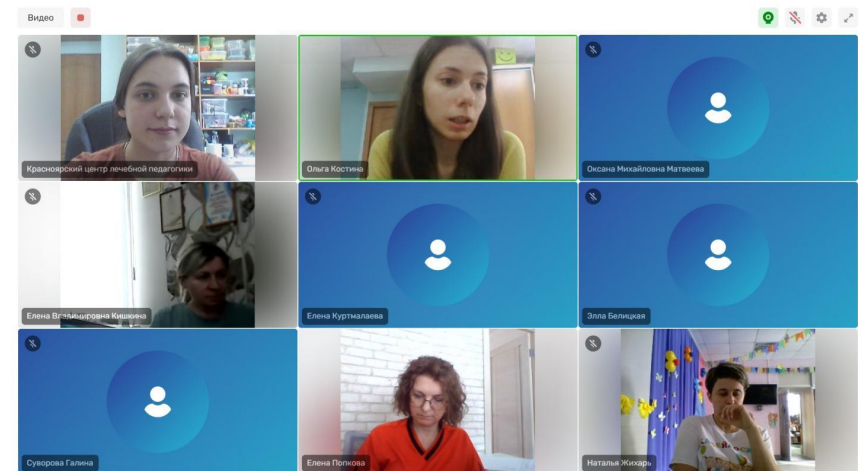 Видео
Красноярский центр лечебной педагогики
Ольга Костина
Оксана Михайловна Матвеева
Елена Владимировна Кишкина
Елена Куртмалаева
Элла Белицкая
Суворова Галина
Елена Попкова
Наталья Жихарь